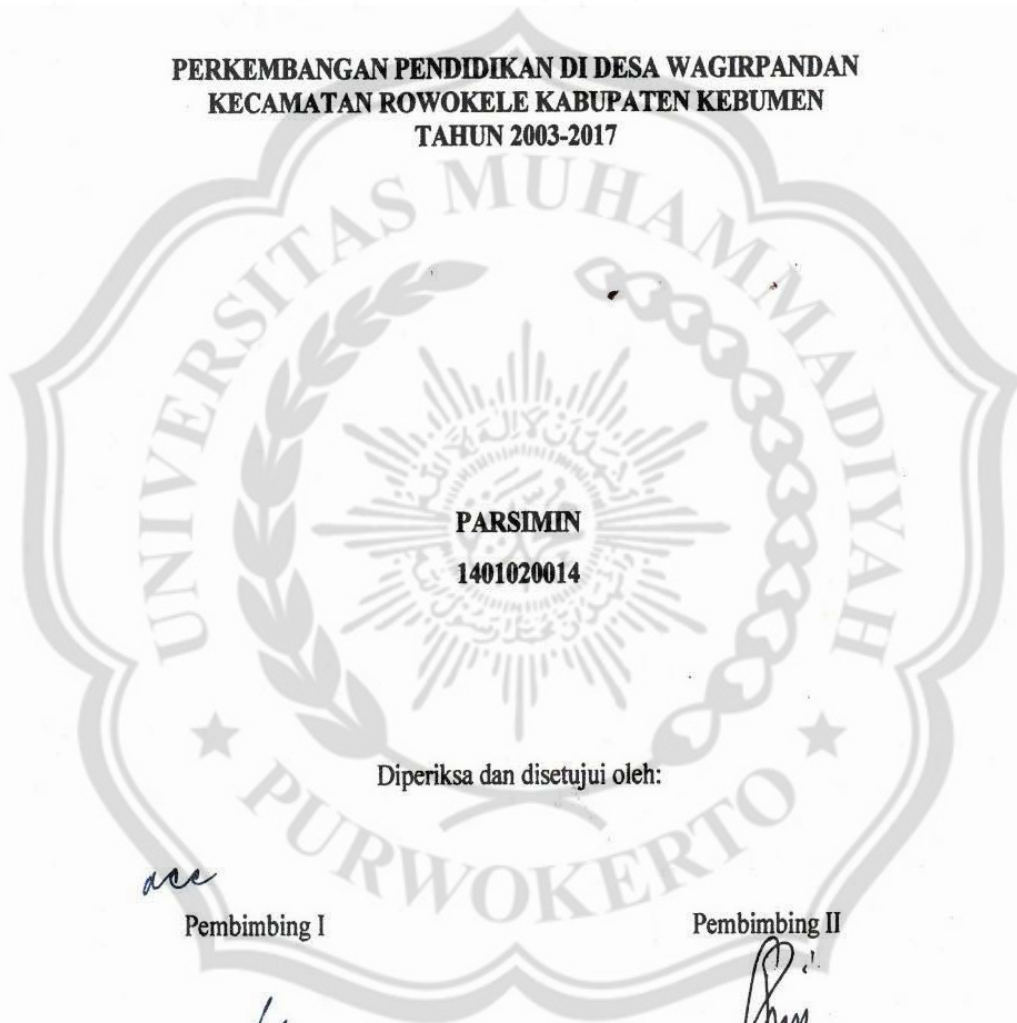 PERKEMBANGAN PENDIDIKAN DI DESA WAGIRPANDAN
KECAMATAN ROWOKELE KABUPATEN KEBUMEN
TAHUN 2003-2017
UNIVERSITAS MUHAMMADIYAH
PURWOKERTO
PARSIMIN
1401020014
Diperiksa dan disetujui oleh:
acc
Pembimbing I
Pembimbing II